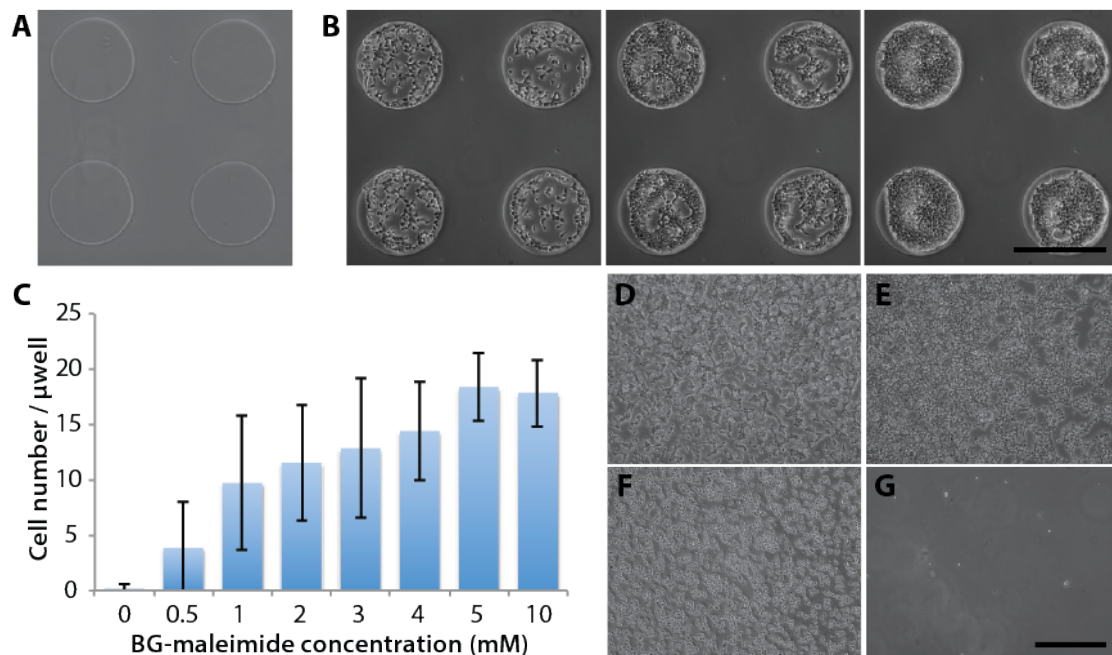 A
B
C
25
20
15
10
5
0
Cell number / μwell
0 0.5 1 2 3 4 5 10
BG-maleimide concentration (mM)
D
E
F
G